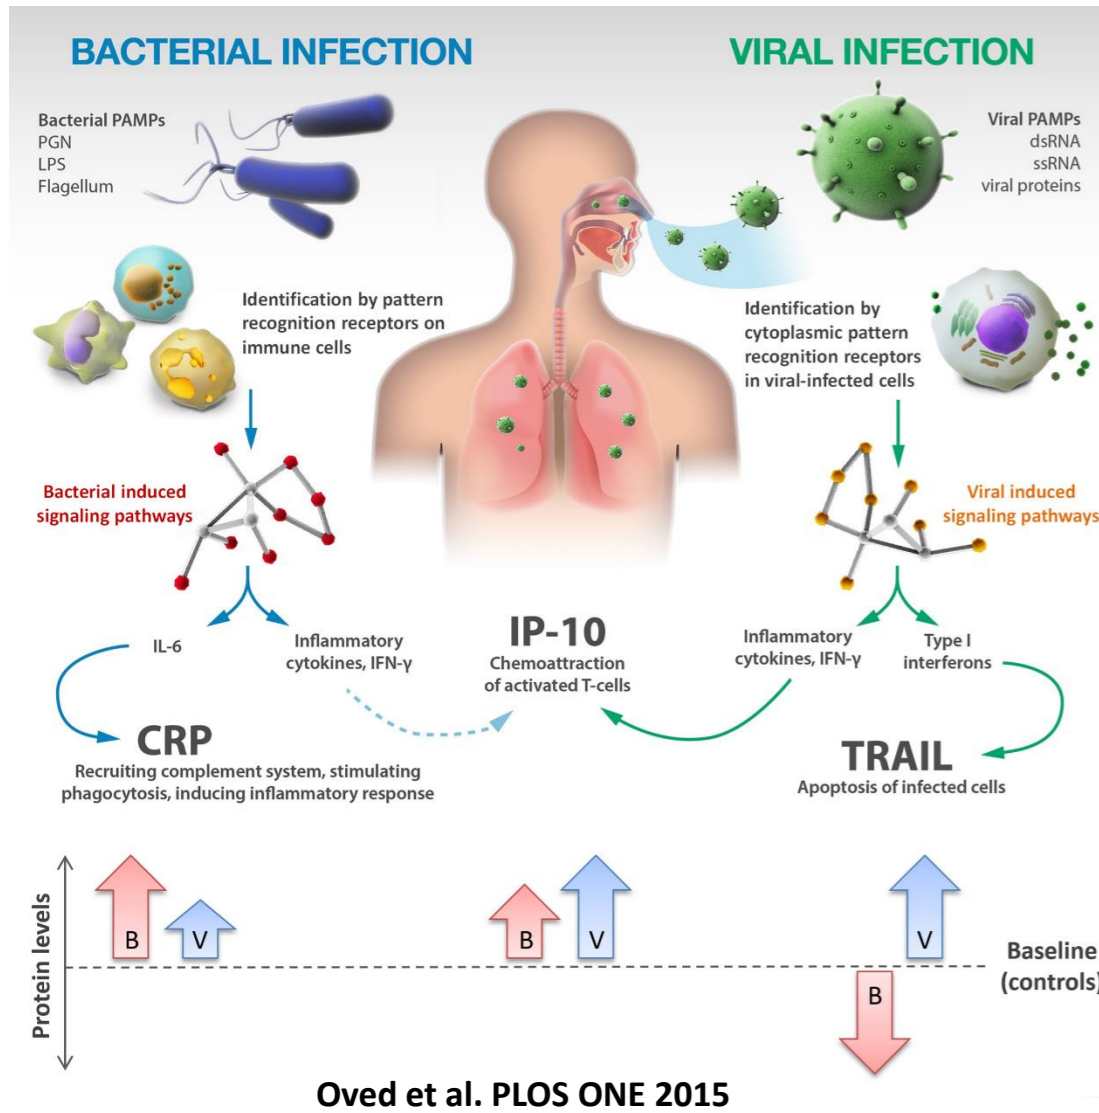 BACTERIAL INFECTION
VIRAL INFECTION
Bacterial PAMPs
PGN
LPS
Flagellum
Viral PAMPs
dsRNA
ssRNA
viral proteins
Identification by pattern
recognition receptors on
immune cells
Identification by
cytoplasmic pattern
recognition receptors
in viral-infected cells
Bacterial induced
signaling pathways
Viral induced
signaling pathways
IL-6
Inflammatory
cytokines, IFN-γ
IP-10
Chemoattraction
of activated T-cells
Inflammatory
cytokines, IFN-γ
Type I
interferons
CRP
Recruiting complement system, stimulating
phagocytosis, inducing inflammatory response
TRAIL
Apoptosis of infected cells
Protein levels
B
V
B
V
B
V
Baseline
(controls)
Oved et al. PLOS ONE 2015